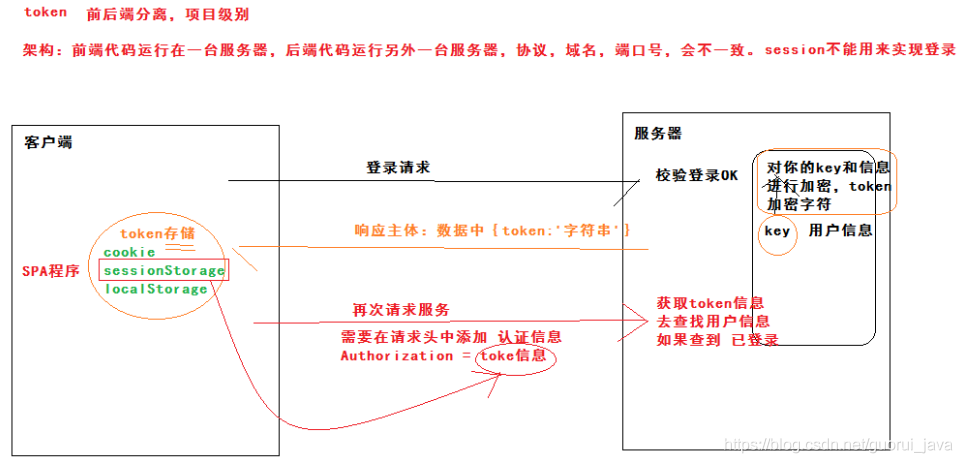 token 前后端分离，项目级别
架构：前端代码运行在一台服务器，后端代码运行另外一台服务器，协议，域名，端口号，会不一致。session不能用来实现登录
客户端
服务器
登录请求
校验登录OK
对你的key和信息
进行加密，token
加密字符
token存储
cookie
sessionStorage
localStorage
SPA程序
响应主体：数据中｛token:'字符串'｝
key 用户信息
再次请求服务
需要在请求头中添加 认证信息
Authorization = toke信息
获取token信息
去查找用户信息
如果查到 已登录
https://blog.csdn.net/guorui_java